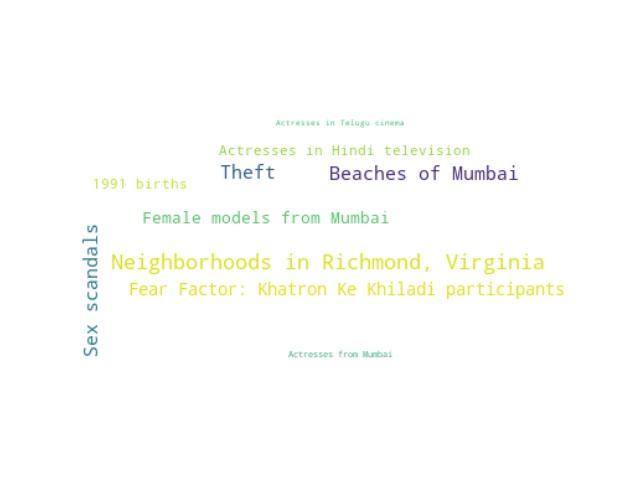 Actresses in Telugu cinema
Actresses in Hindi television
Theft
Beaches of Mumbai
1991 births
Female models from Mumbai
Sex scandals
Neighborhoods in Richmond, Virginia
Fear Factor: Khatron Ke Khiladi participants
Actresses from Mumbai